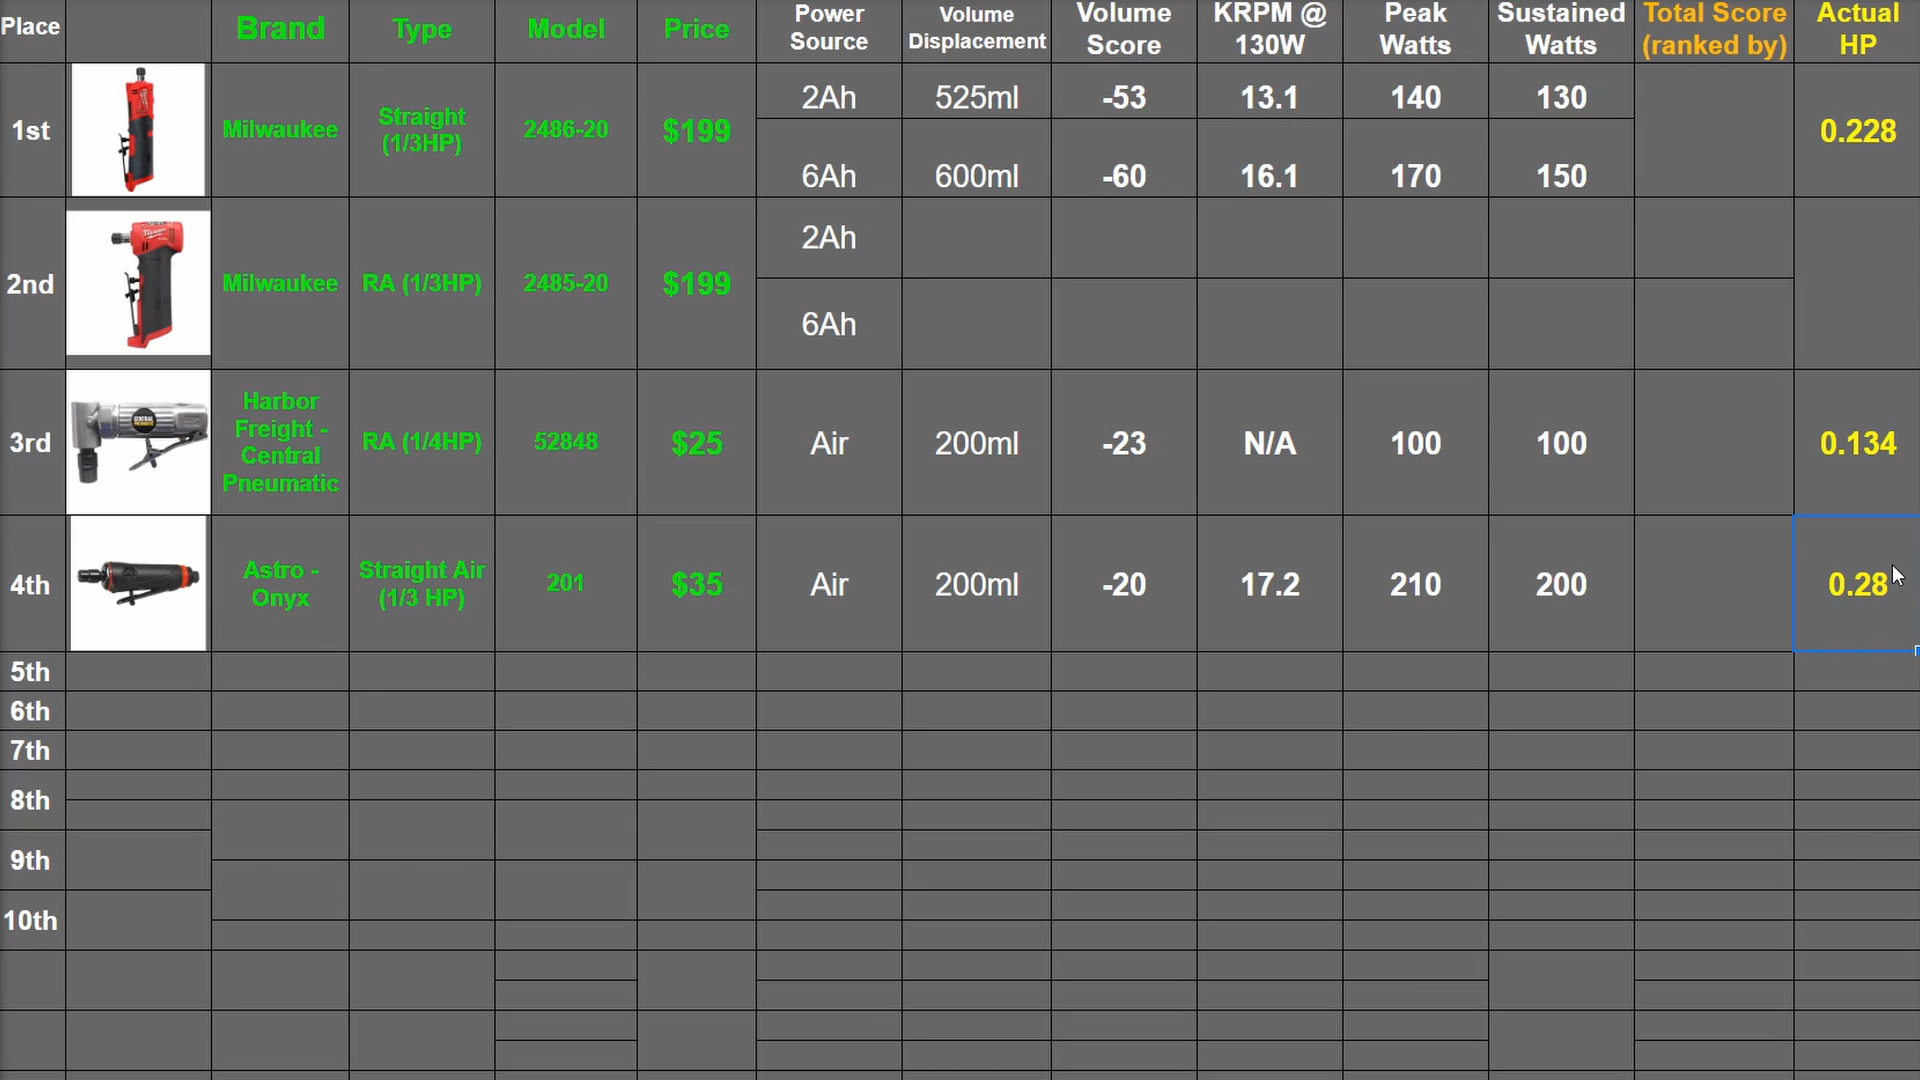 Place Brand Type Model Price Power Source Volume Displacement Volume Score KRPM @ 130W Peak Watts Sustained Watts Total Score (ranked by) Actual HP
1st Milwaukee Straight (1/3HP) 2486-20 $199 2Ah 525ml -53 13.1 140 130 0.228
6Ah 600ml -60 16.1 170 150
2nd Milwaukee RA (1/3HP) 2485-20 $199 2Ah
6Ah
3rd Harbor Freight - Central Pneumatic RA (1/4HP) 52848 $25 Air 200ml -23 N/A 100 100 0.134
4th Astro - Onyx Straight Air (1/3 HP) 201 $35 Air 200ml -20 17.2 210 200 0.28
5th
6th
7th
8th
9th
10th